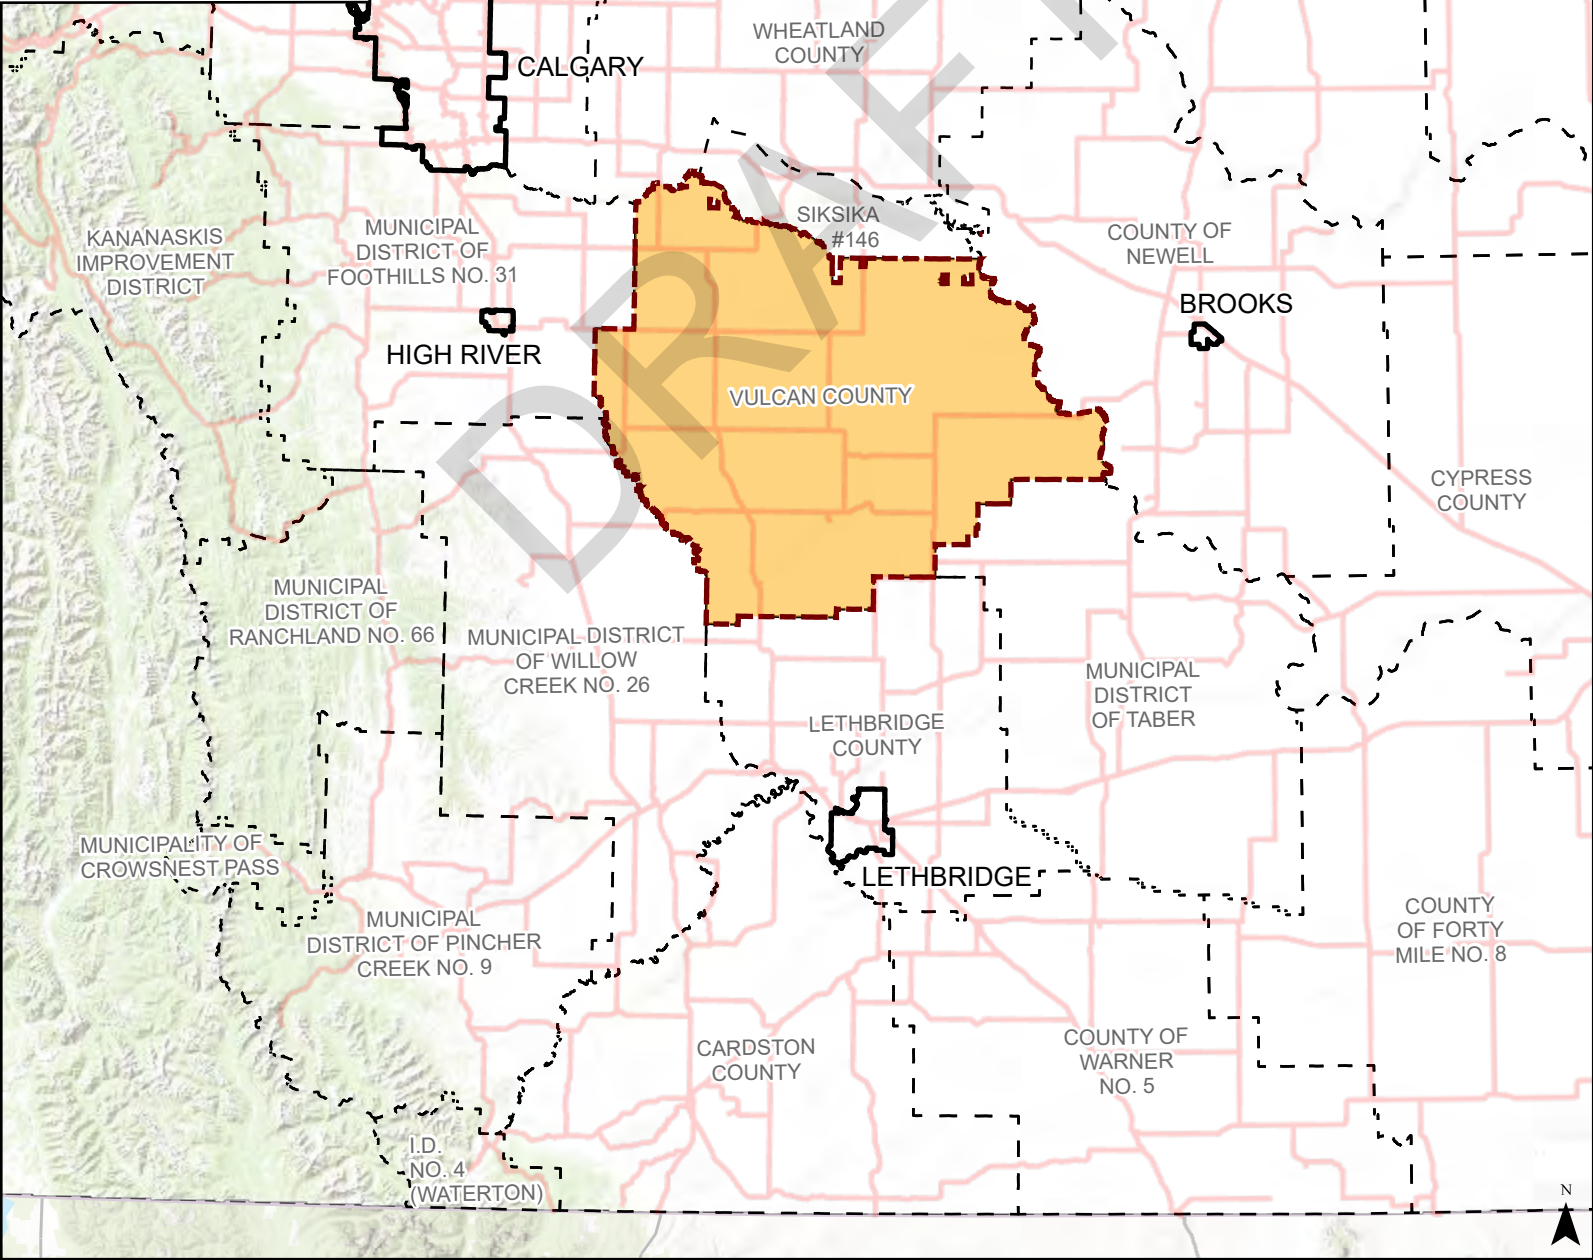 WHEATLAND
COUNTY
CALGARY
DRAFT
SIKSIKA
#146
MUNICIPAL
DISTRICT OF
FOOTHILLS NO. 31
KANANASKIS
IMPROVEMENT
DISTRICT
COUNTY OF
NEWELL
BROOKS
HIGH RIVER
VULCAN COUNTY
CYPRESS
COUNTY
MUNICIPAL
DISTRICT OF
RANCHLAND NO. 66
MUNICIPAL DISTRICT
OF WILLOW
CREEK NO. 26
MUNICIPAL
DISTRICT
OF TABER
LETHBRIDGE
COUNTY
MUNICIPALITY OF
CROWSNEST PASS
LETHBRIDGE
MUNICIPAL
DISTRICT OF PINCHER
CREEK NO. 9
COUNTY
OF FORTY
MILE NO. 8
CARDSTON
COUNTY
COUNTY OF
WARNER
NO. 5
I.D.
NO. 4
(WATERTON)
N